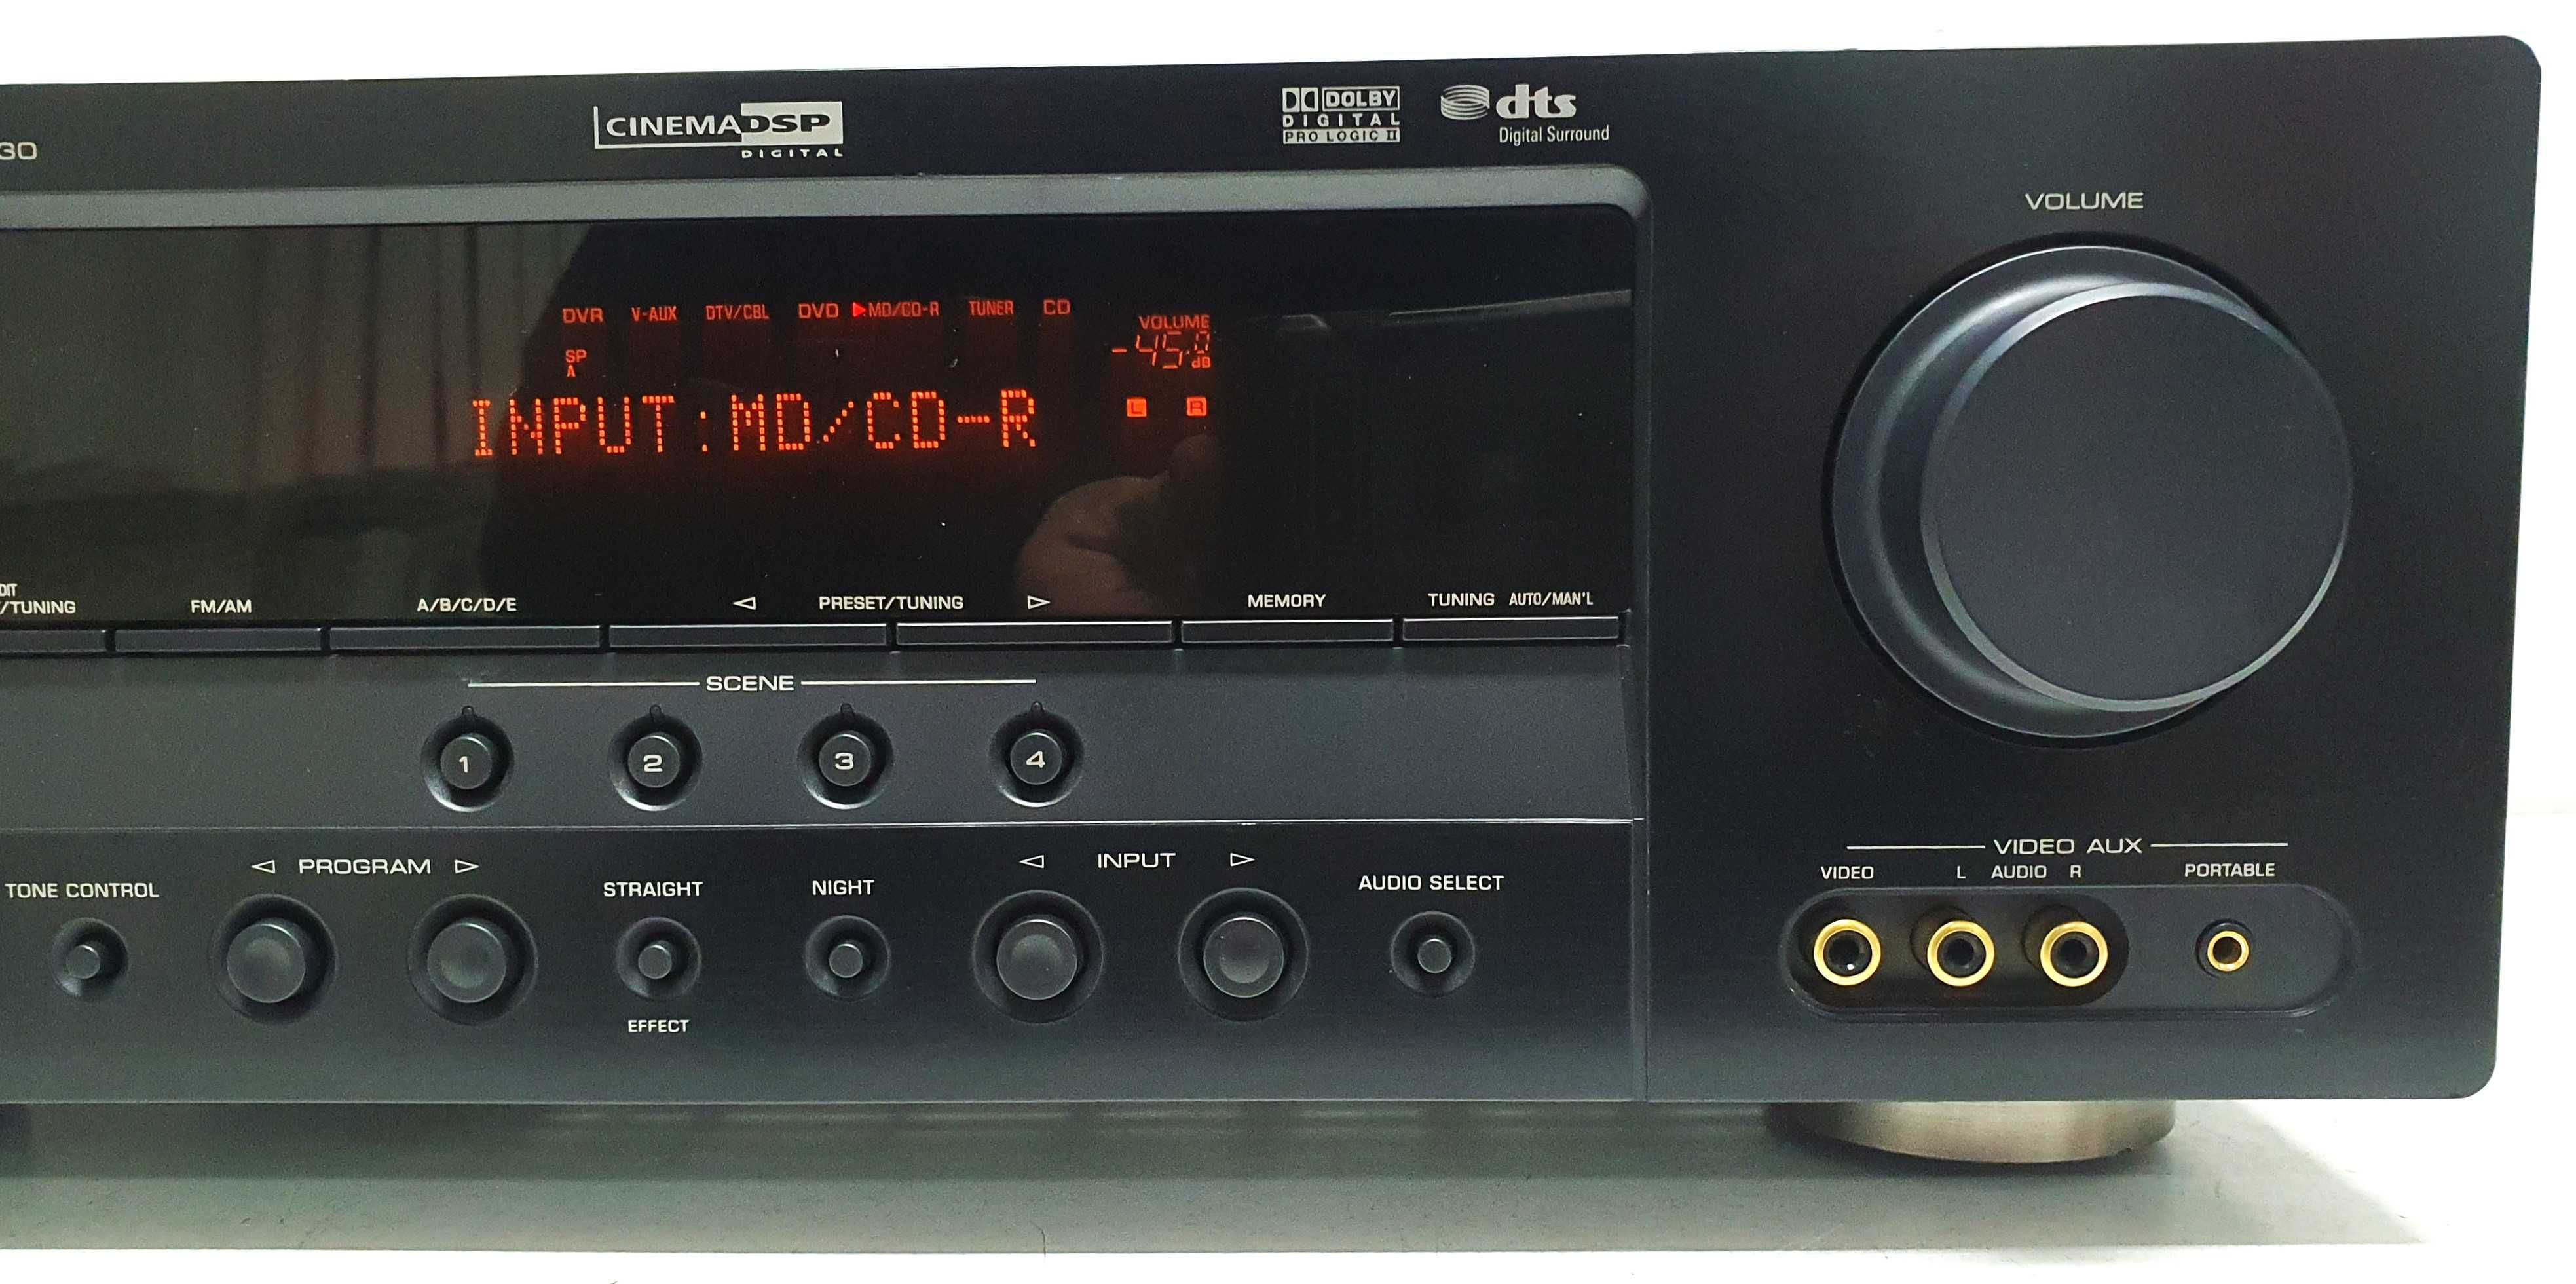 30
CINEMA DSP
DIGITAL
DOLBY
DIGITAL
PRO LOGIC II
dts
Digital Surround
VOLUME
DVR V-AUX DTV/CBL DVD ▶MD/CD-R TUNER CD
VOLUME
-45.0 dB
SP
A
INPUT:MD/CD-R
L R
DIT
/TUNING
FM/AM
A/B/C/D/E
◁ PRESET/TUNING ▷
MEMORY
TUNING AUTO/MAN'L
SCENE
1 2 3 4
TONE CONTROL
◁ PROGRAM ▷
STRAIGHT
EFFECT
NIGHT
◁ INPUT ▷
AUDIO SELECT
VIDEO AUX
VIDEO L AUDIO R PORTABLE